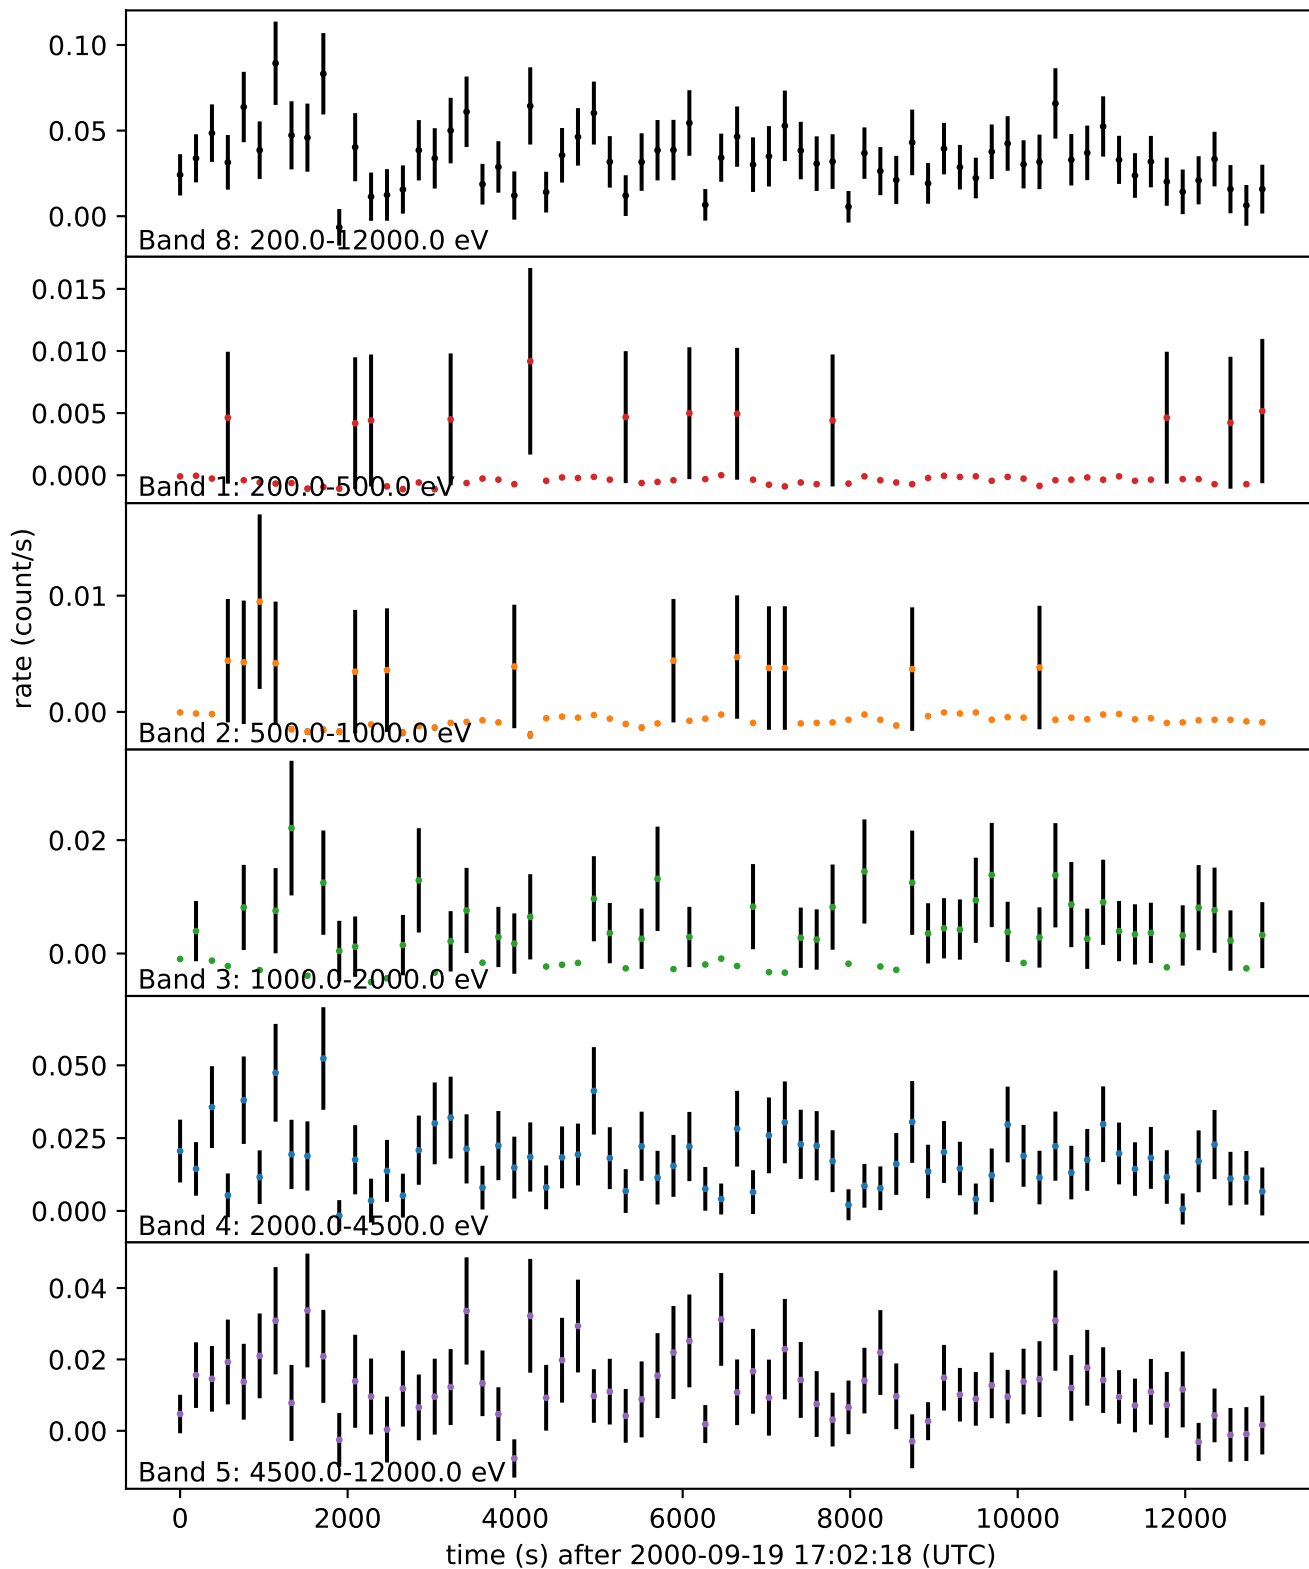 0.10
0.05
0.00
Band 8: 200.0-12000.0 eV
0.015
0.010
0.005
0.000
Band 1: 200.0-500.0 eV
rate (count/s)
0.01
0.00
Band 2: 500.0-1000.0 eV
0.02
0.00
Band 3: 1000.0-2000.0 eV
0.050
0.025
0.000
Band 4: 2000.0-4500.0 eV
0.04
0.02
0.00
Band 5: 4500.0-12000.0 eV
0 2000 4000 6000 8000 10000 12000
time (s) after 2000-09-19 17:02:18 (UTC)